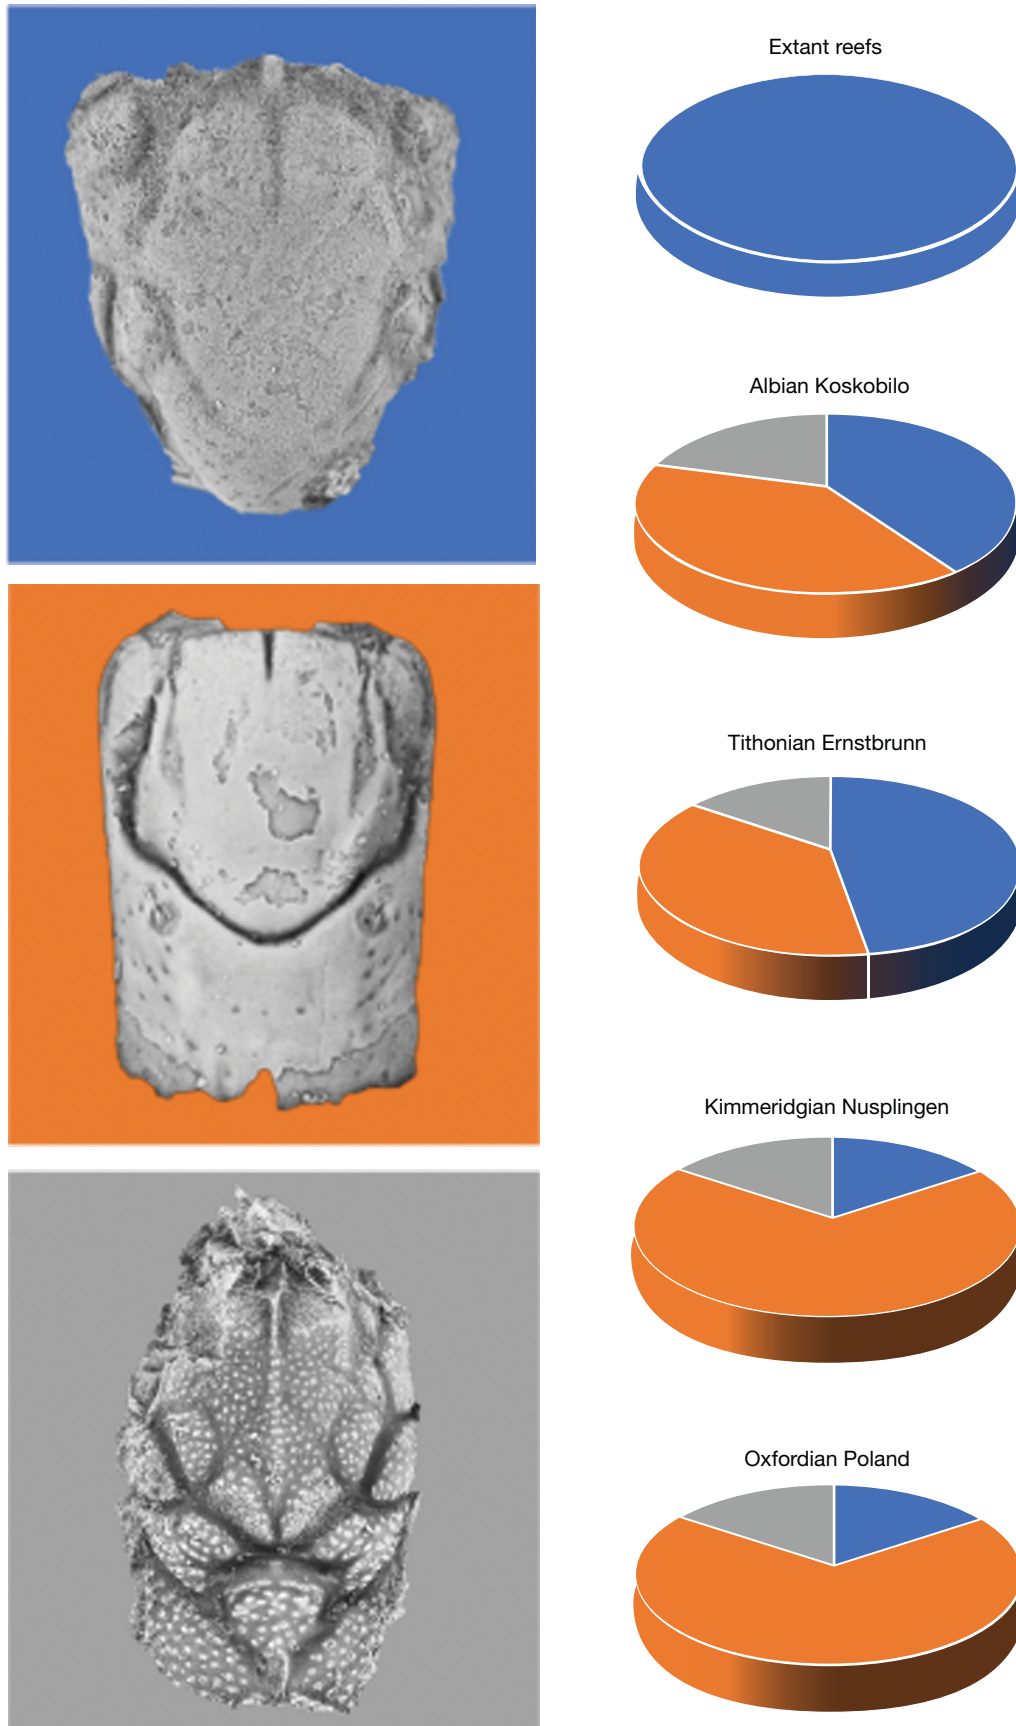 Extant reefs
Albian Koskobilo
Tithonian Ernstbrunn
Kimmeridgian Nusplingen
Oxfordian Poland